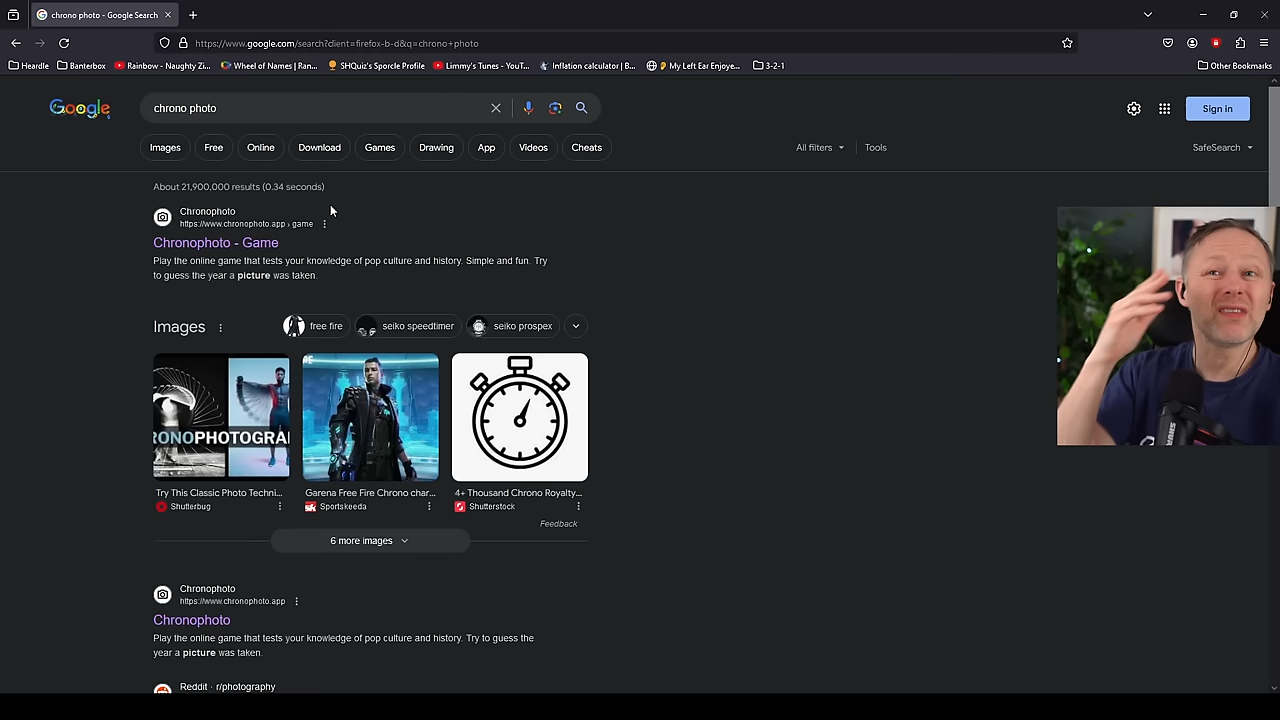 chrono photo - Google Search
https://www.google.com/search?client=firefox-b-d&q=chrono+photo
Heardle
Banterbox
Rainbow - Naughty Zi...
Wheel of Names | Ran...
SHQuiz's Sporcle Profile
Limmy's Tunes - YouT...
Inflation calculator | B...
My Left Ear Enjoye...
3-2-1
Other Bookmarks
Google
chrono photo
Sign in
Images
Free
Online
Download
Games
Drawing
App
Videos
Cheats
All filters
Tools
SafeSearch
About 21,900,000 results (0.34 seconds)
Chronophoto
https://www.chronophoto.app › game
Chronophoto - Game
Play the online game that tests your knowledge of pop culture and history. Simple and fun. Try
to guess the year a picture was taken.
Images
free fire
seiko speedtimer
seiko prospex
RONOPHOTOGRA
Try This Classic Photo Techni...
Shutterbug
Garena Free Fire Chrono char...
Sportskeeda
4+ Thousand Chrono Royalty...
Shutterstock
Feedback
6 more images
Chronophoto
https://www.chronophoto.app
Chronophoto
Play the online game that tests your knowledge of pop culture and history. Try to guess the
year a picture was taken.
Reddit · r/photography